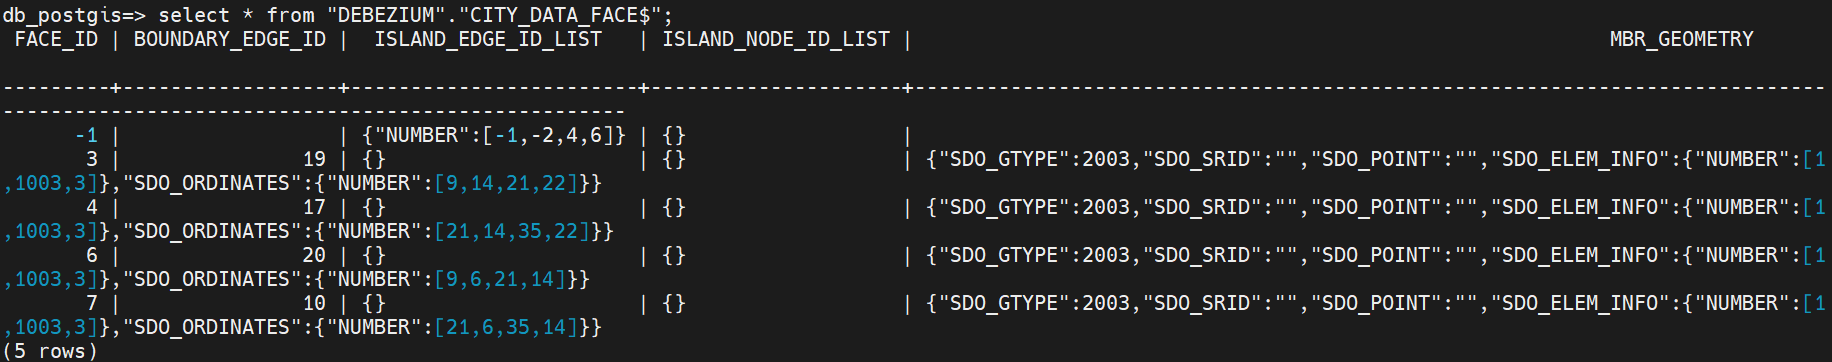 db_postgis=> select * from "DEBEZIUM"."CITY_DATA_FACE$";
 FACE_ID | BOUNDARY_EDGE_ID |  ISLAND_EDGE_ID_LIST   | ISLAND_NODE_ID_LIST |                                                           MBR_GEOMETRY
---------+------------------+------------------------+---------------------+-----------------------------------------------------------------------------
-----------------------------------------------------
      -1 |                  | {"NUMBER":[-1,-2,4,6]} | {}                  |
       3 |               19 | {}                     | {}                  | {"SDO_GTYPE":2003,"SDO_SRID":"","SDO_POINT":"","SDO_ELEM_INFO":{"NUMBER":[1
,1003,3]},"SDO_ORDINATES":{"NUMBER":[9,14,21,22]}}
       4 |               17 | {}                     | {}                  | {"SDO_GTYPE":2003,"SDO_SRID":"","SDO_POINT":"","SDO_ELEM_INFO":{"NUMBER":[1
,1003,3]},"SDO_ORDINATES":{"NUMBER":[21,14,35,22]}}
       6 |               20 | {}                     | {}                  | {"SDO_GTYPE":2003,"SDO_SRID":"","SDO_POINT":"","SDO_ELEM_INFO":{"NUMBER":[1
,1003,3]},"SDO_ORDINATES":{"NUMBER":[9,6,21,14]}}
       7 |               10 | {}                     | {}                  | {"SDO_GTYPE":2003,"SDO_SRID":"","SDO_POINT":"","SDO_ELEM_INFO":{"NUMBER":[1
,1003,3]},"SDO_ORDINATES":{"NUMBER":[21,6,35,14]}}
(5 rows)